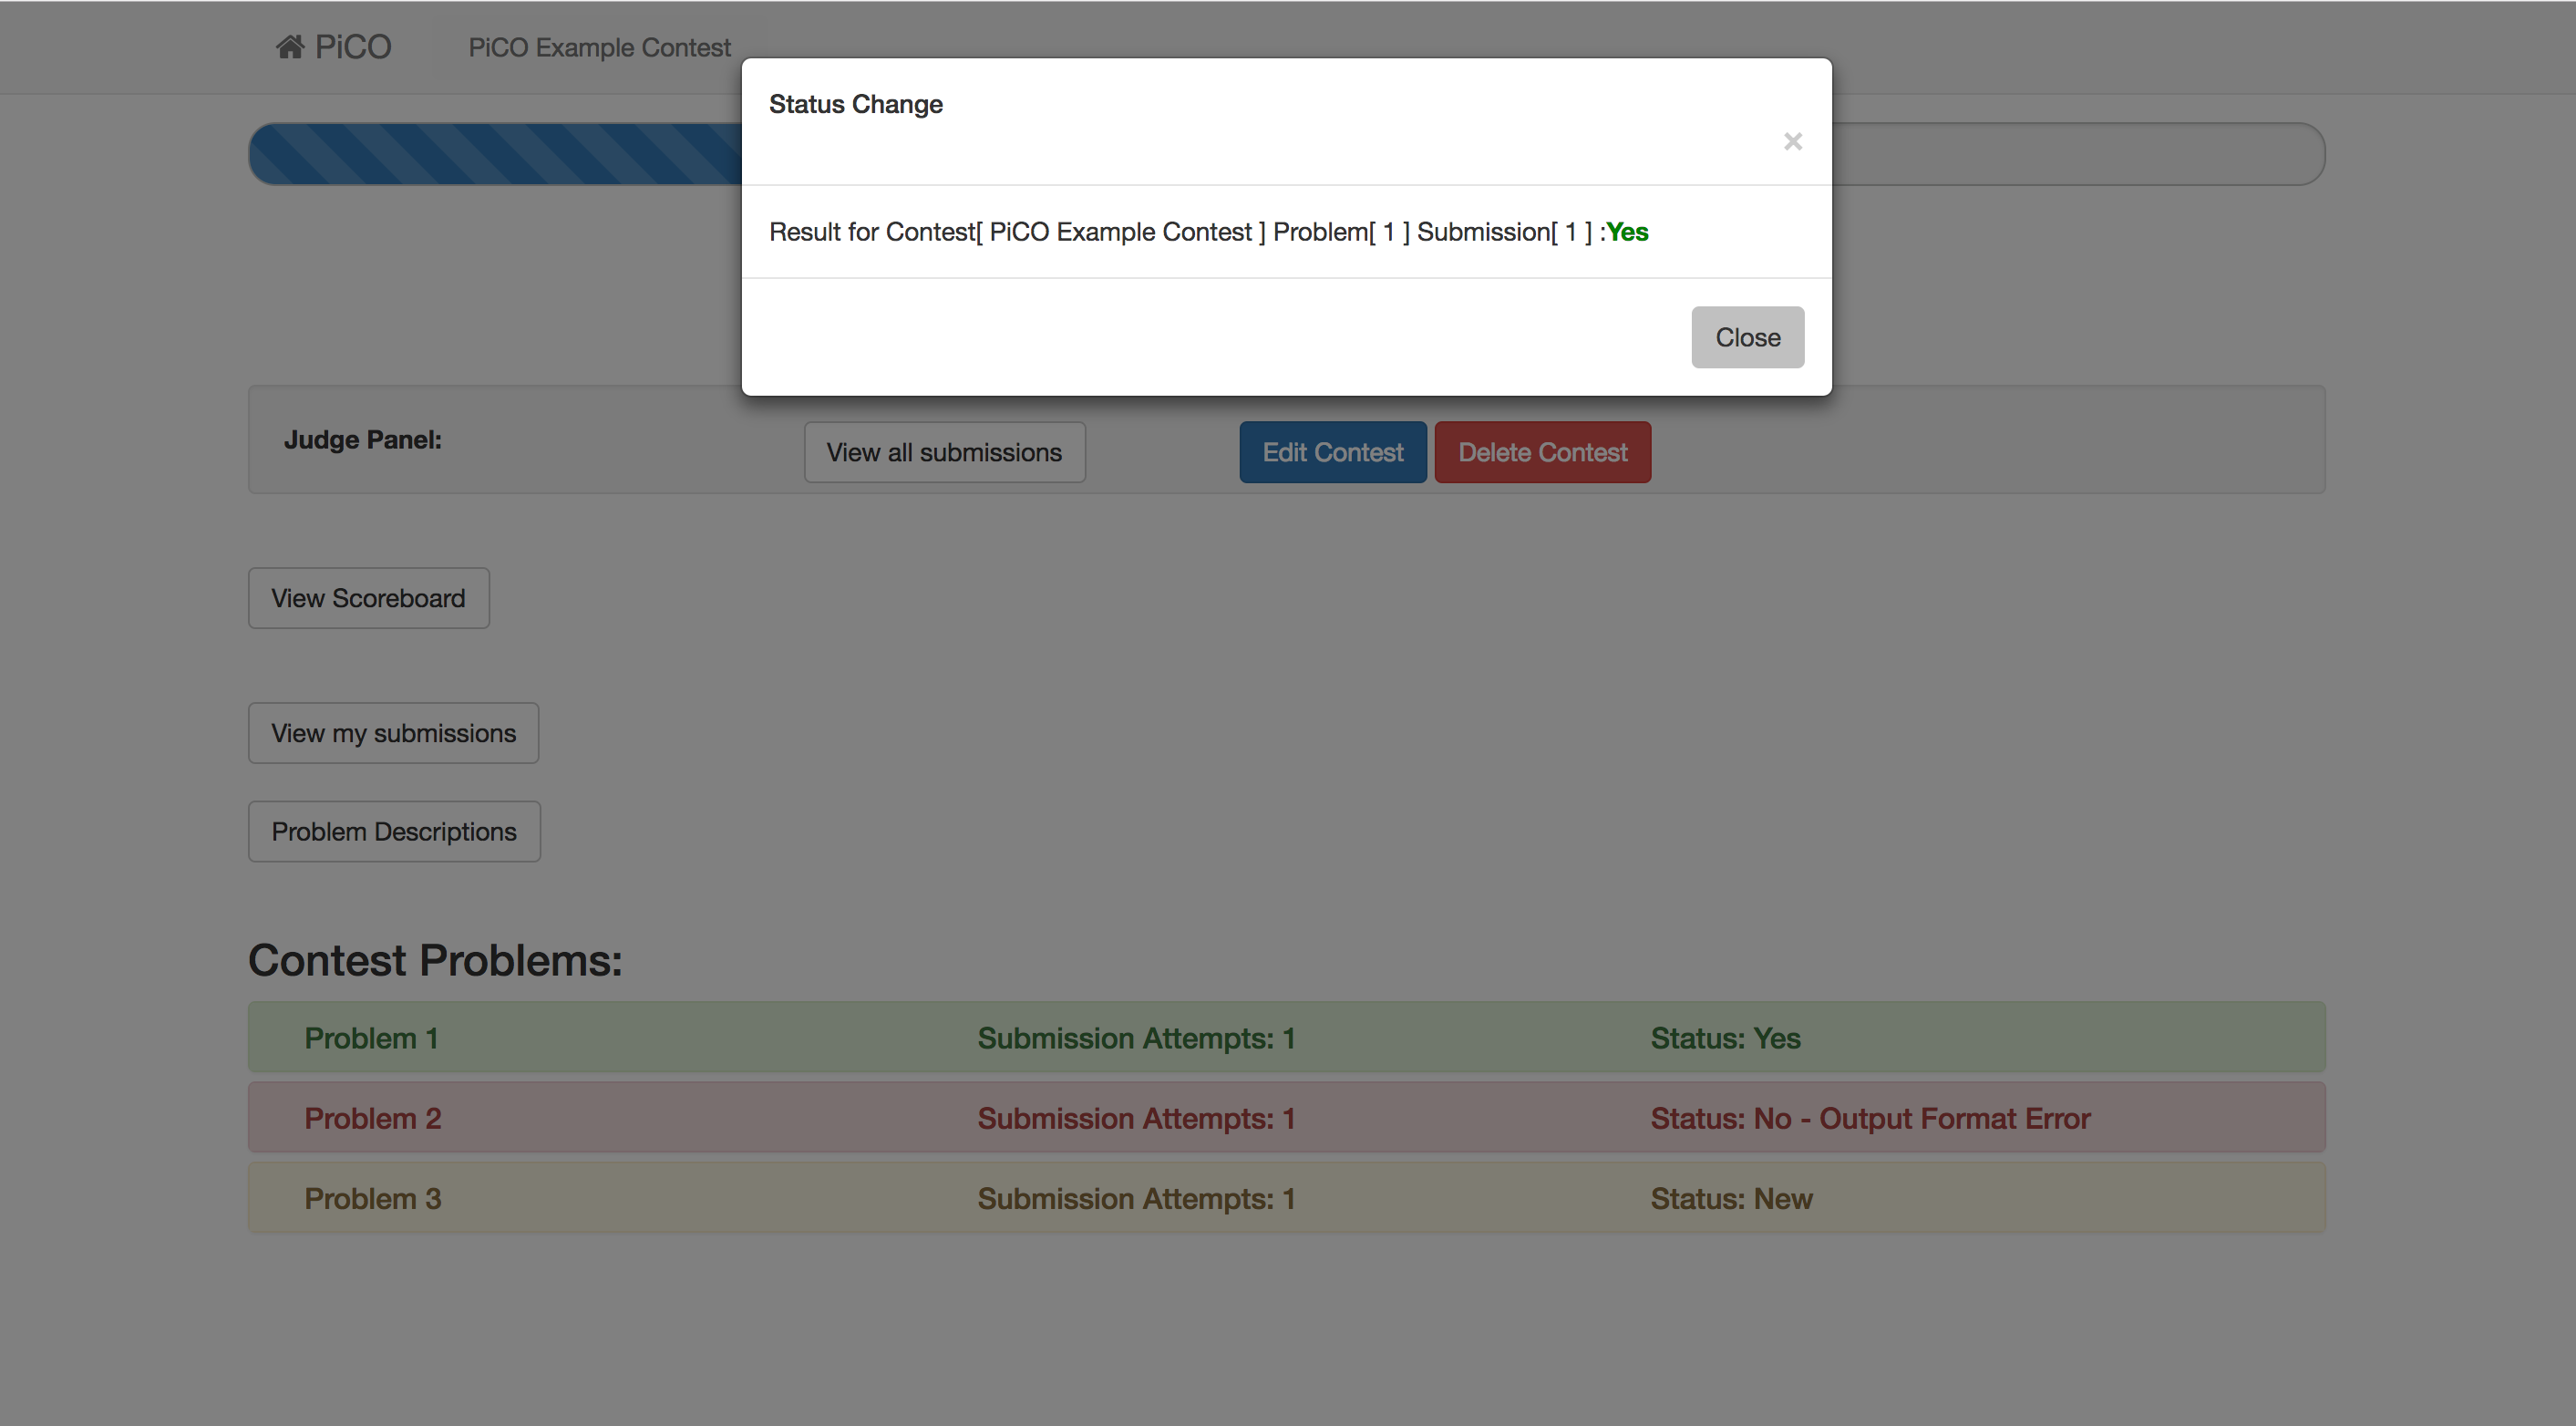 PiCO PiCO Example Contest
Status Change
×
Result for Contest[ PiCO Example Contest ] Problem[ 1 ] Submission[ 1 ] :Yes
Close
Judge Panel: View all submissions Edit Contest Delete Contest
View Scoreboard
View my submissions
Problem Descriptions
Contest Problems:
Problem 1 Submission Attempts: 1 Status: Yes
Problem 2 Submission Attempts: 1 Status: No - Output Format Error
Problem 3 Submission Attempts: 1 Status: New